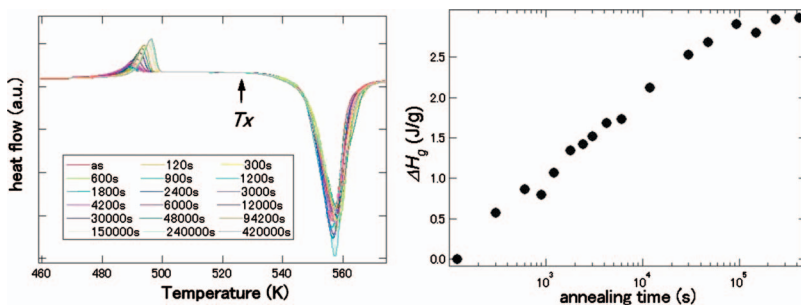 heat flow (a.u.)
Tx
as 120s 300s
600s 900s 1200s
1800s 2400s 3000s
4200s 6000s 12000s
30000s 48000s 94200s
150000s 240000s 420000s
460 480 500 520 540 560
Temperature (K)
ΔHg (J/g)
3.0
2.5
2.0
1.5
1.0
0.5
0.0
10³ 10⁴ 10⁵
annealing time (s)